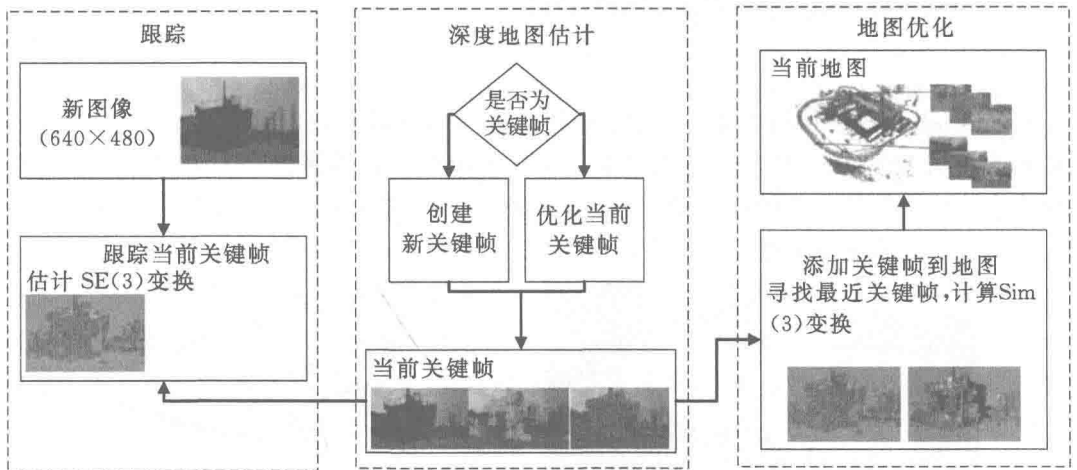 跟踪
新图像
(640×480)
跟踪当前关键帧
估计 SE(3)变换
深度地图估计
是否为
关键帧
创建
新关键帧
优化当前
关键帧
当前关键帧
地图优化
当前地图
添加关键帧到地图
寻找最近关键帧,计算Sim
(3)变换